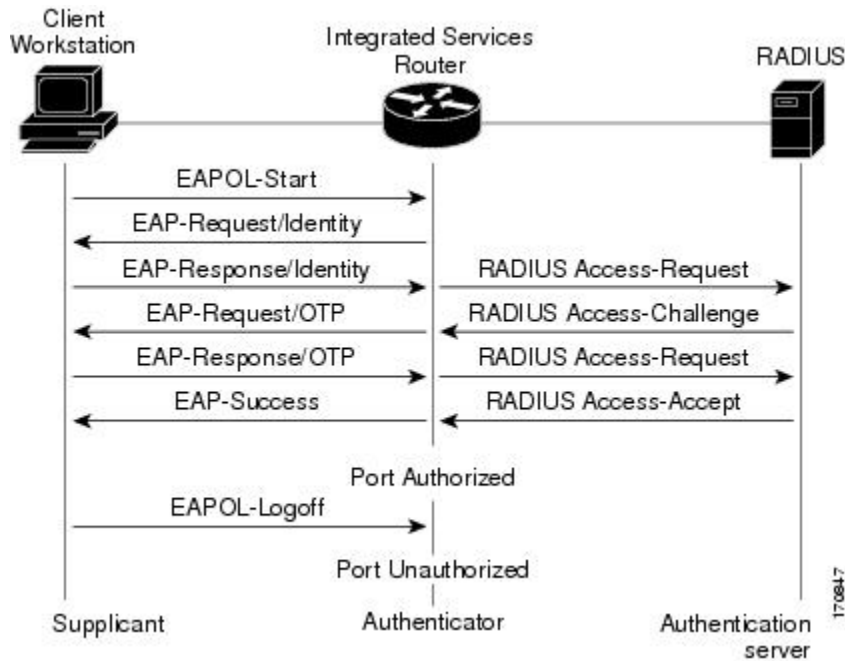 Client
Workstation
Integrated Services
Router
RADIUS
EAPOL-Start
EAP-Request/Identity
EAP-Response/Identity
RADIUS Access-Request
EAP-Request/OTP
RADIUS Access-Challenge
EAP-Response/OTP
RADIUS Access-Request
EAP-Success
RADIUS Access-Accept
Port Authorized
EAPOL-Logoff
Port Unauthorized
Supplicant
Authenticator
Authentication
server
170847